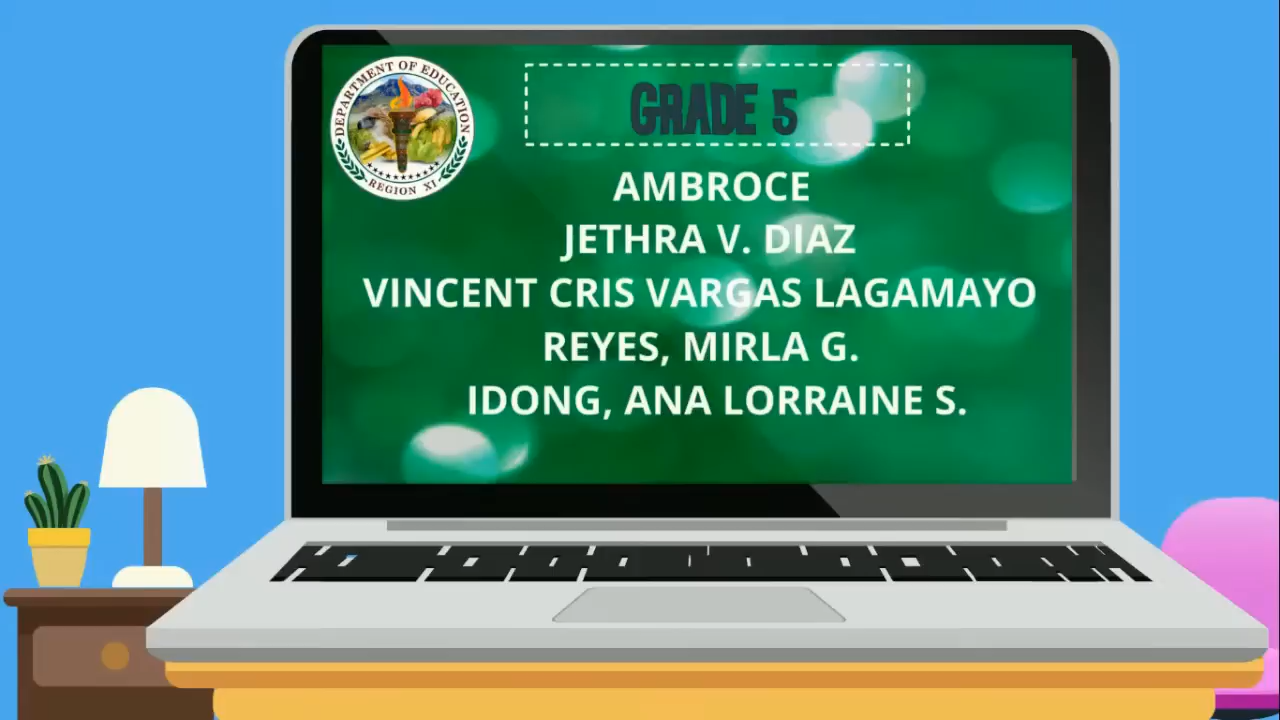 DEPARTMENT OF EDUCATION
REGION XI
GRADE 5
AMBROCE
JETHRA V. DIAZ
VINCENT CRIS VARGAS LAGAMAYO
REYES, MIRLA G.
IDONG, ANA LORRAINE S.